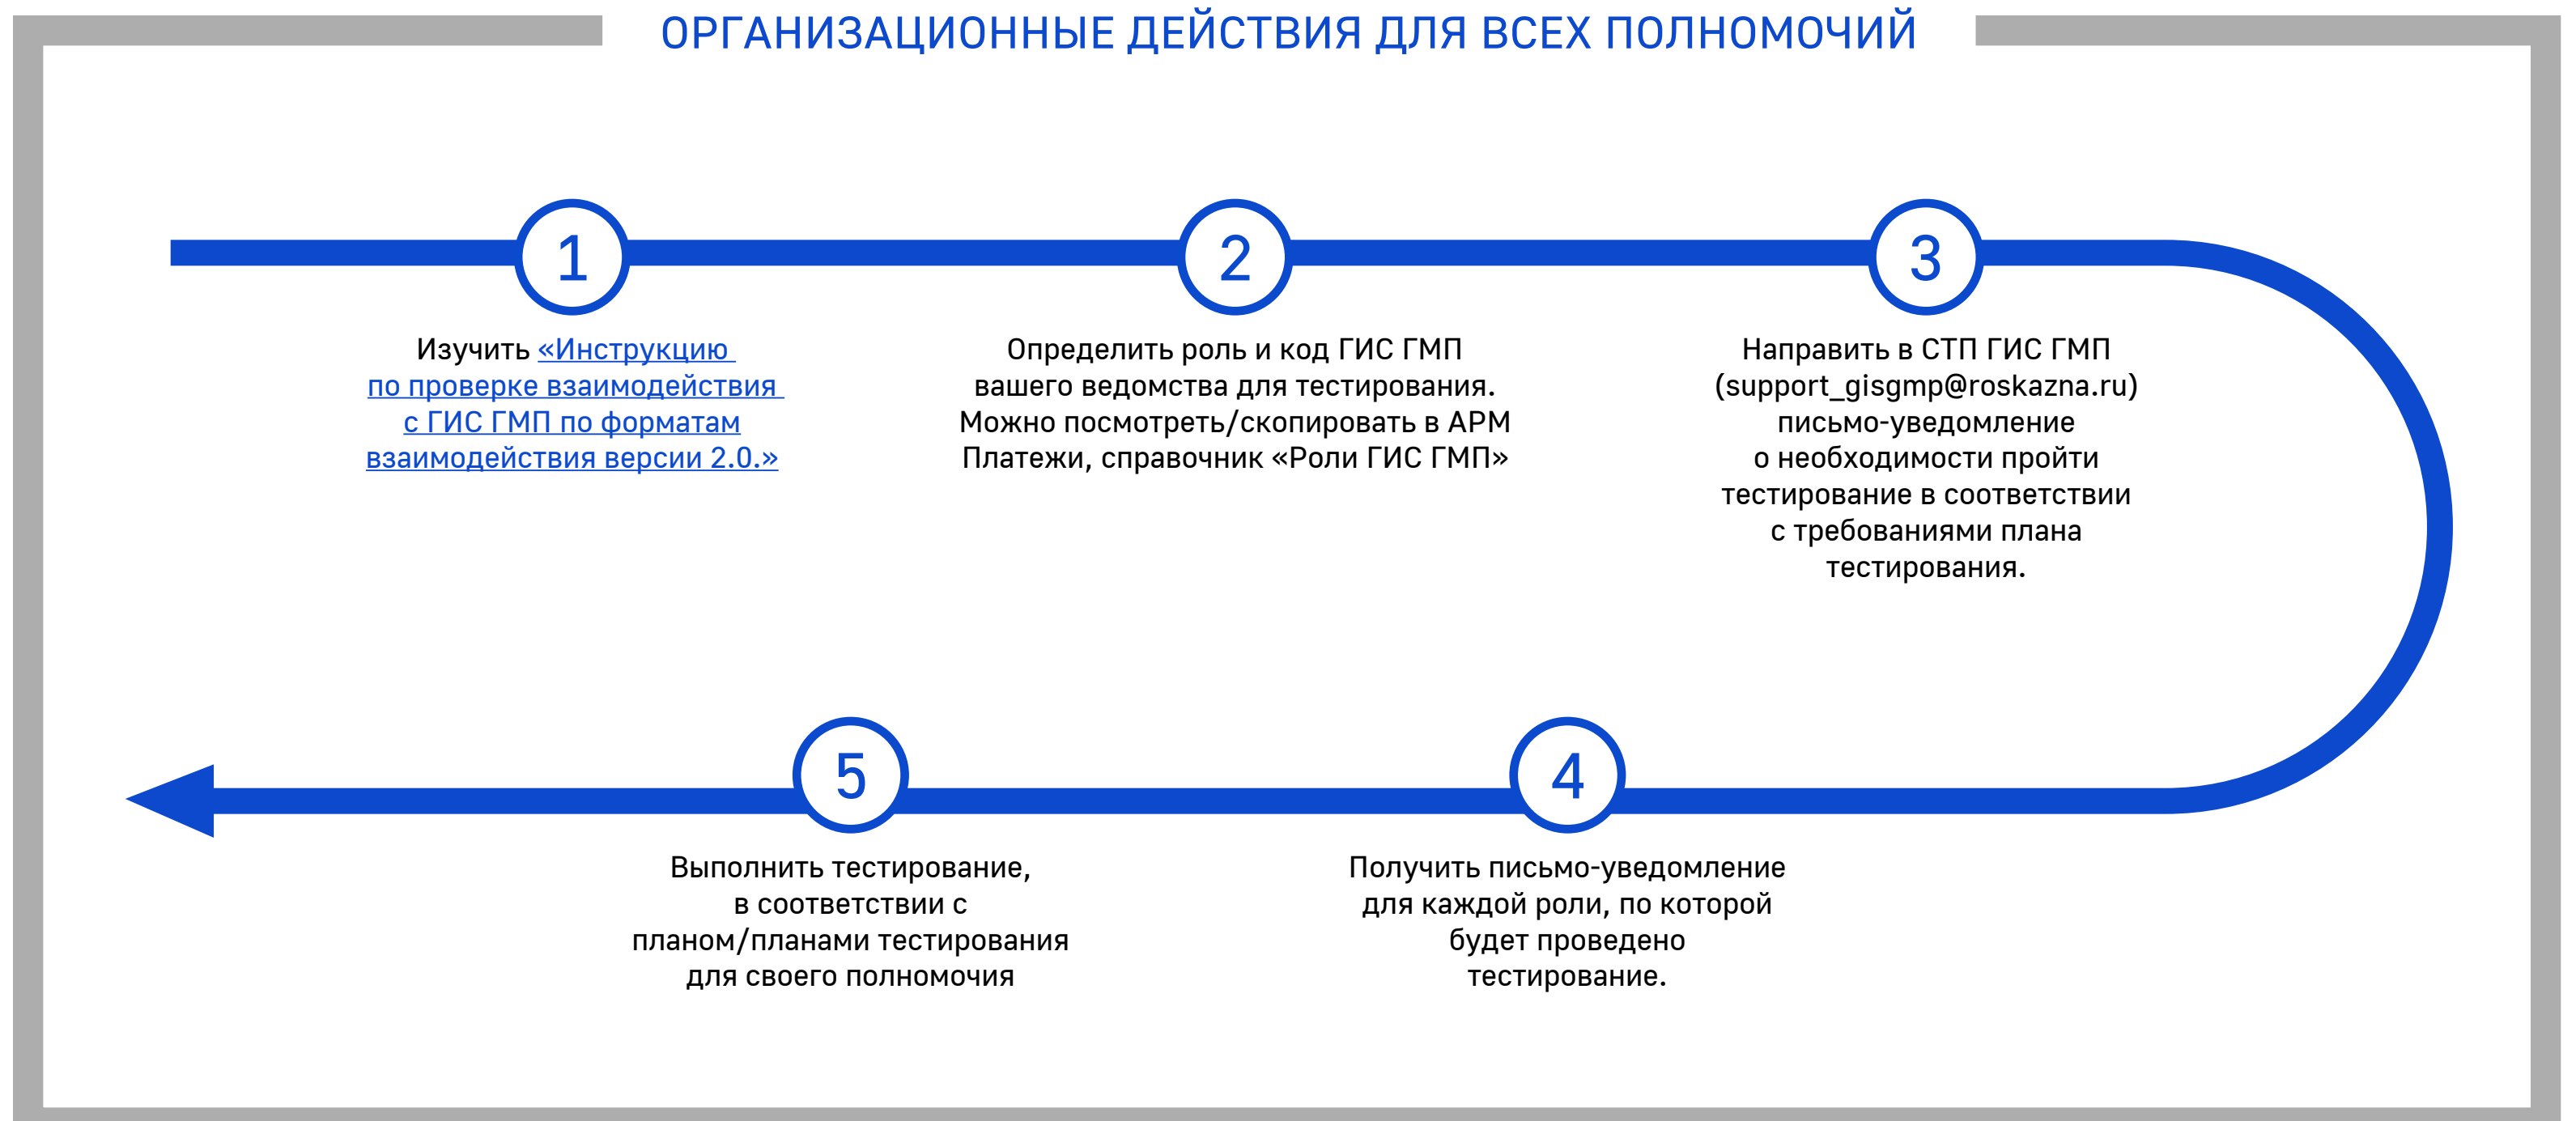 ОРГАНИЗАЦИОННЫЕ ДЕЙСТВИЯ ДЛЯ ВСЕХ ПОЛНОМОЧИЙ
1
Изучить «Инструкцию
по проверке взаимодействия
с ГИС ГМП по форматам
взаимодействия версии 2.0.»
2
Определить роль и код ГИС ГМП
вашего ведомства для тестирования.
Можно посмотреть/скопировать в АРМ
Платежи, справочник «Роли ГИС ГМП»
3
Направить в СТП ГИС ГМП
(support_gisgmp@roskazna.ru)
письмо-уведомление
о необходимости пройти
тестирование в соответствии
с требованиями плана
тестирования.
4
Получить письмо-уведомление
для каждой роли, по которой
будет проведено
тестирование.
5
Выполнить тестирование,
в соответствии с
планом/планами тестирования
для своего полномочия